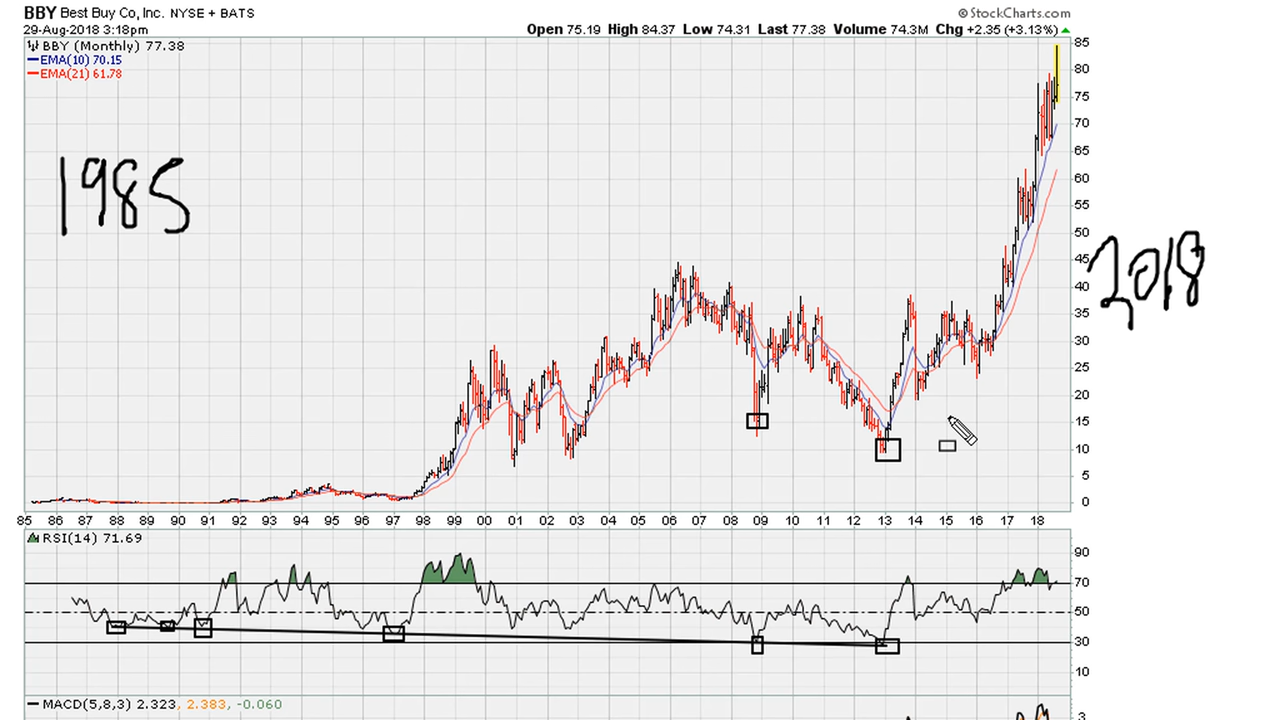 BBY Best Buy Co, Inc. NYSE + BATS
© StockCharts.com
29-Aug-2018 3:18pm
Open 75.19 High 84.37 Low 74.31 Last 77.38 Volume 74.3M Chg +2.35 (+3.13%)
BBY (Monthly) 77.38
EMA(10) 70.15
EMA(21) 61.78
85
80
75
70
65
60
55
50
45
40
35
30
25
20
15
10
5
0
1985
2018
85 86 87 88 89 90 91 92 93 94 95 96 97 98 99 00 01 02 03 04 05 06 07 08 09 10 11 12 13 14 15 16 17 18
RSI(14) 71.69
90
70
50
30
10
MACD(5,8,3) 2.323, 2.383, -0.060
3